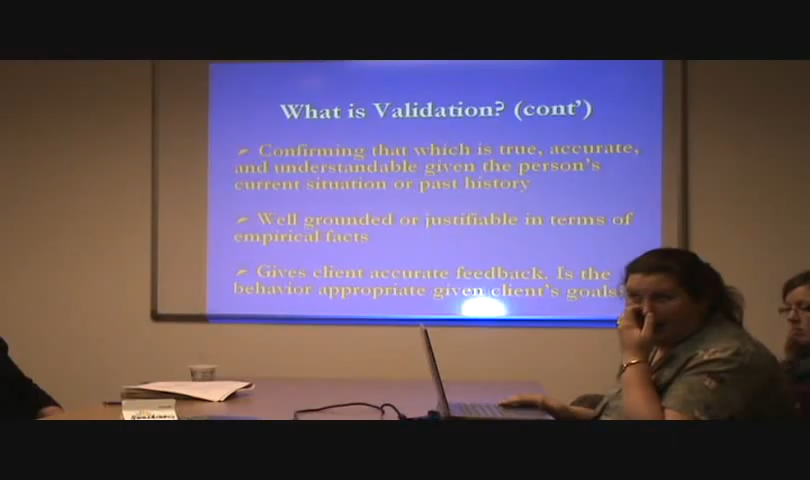 What is Validation? (cont')
Confirming that which is true, accurate,
and understandable given the person's
current situation or past history
Well grounded or justifiable in terms of
empirical facts
Gives client accurate feedback. Is the
behavior appropriate given client's goals?